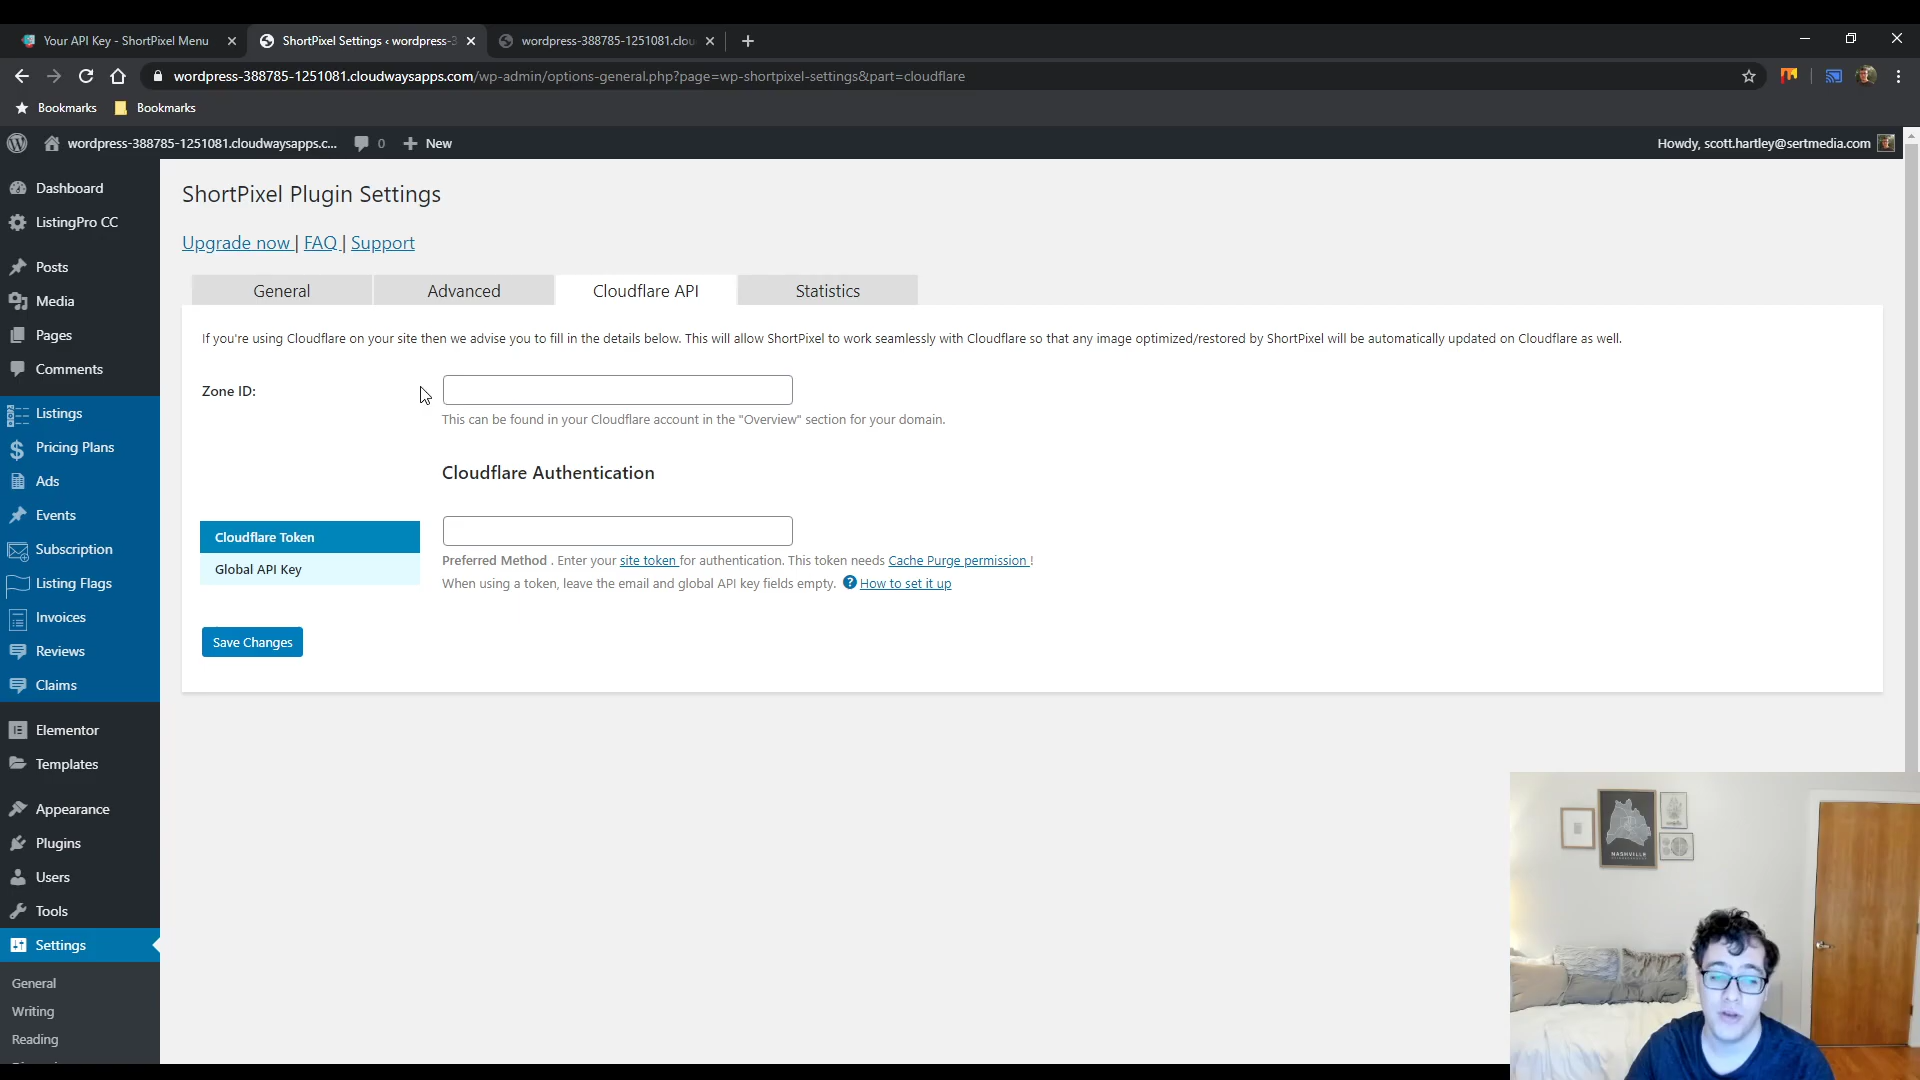 Your API Key - ShortPixel Menu
ShortPixel Settings ‹ wordpress-3
wordpress-388785-1251081.clou
wordpress-388785-1251081.cloudwaysapps.com/wp-admin/options-general.php?page=wp-shortpixel-settings&part=cloudflare
Bookmarks
Bookmarks
wordpress-388785-1251081.cloudwaysapps.c...
0
New
Howdy, scott.hartley@sertmedia.com
Dashboard
ListingPro CC
Posts
Media
Pages
Comments
Listings
Pricing Plans
Ads
Events
Subscription
Listing Flags
Invoices
Reviews
Claims
Elementor
Templates
Appearance
Plugins
Users
Tools
Settings
General
Writing
Reading
ShortPixel Plugin Settings
Upgrade now | FAQ | Support
General
Advanced
Cloudflare API
Statistics
If you're using Cloudflare on your site then we advise you to fill in the details below. This will allow ShortPixel to work seamlessly with Cloudflare so that any image optimized/restored by ShortPixel will be automatically updated on Cloudflare as well.
Zone ID:
This can be found in your Cloudflare account in the "Overview" section for your domain.
Cloudflare Authentication
Cloudflare Token
Global API Key
Preferred Method . Enter your site token for authentication. This token needs Cache Purge permission !
When using a token, leave the email and global API key fields empty. ? How to set it up
Save Changes
NASHVILLE